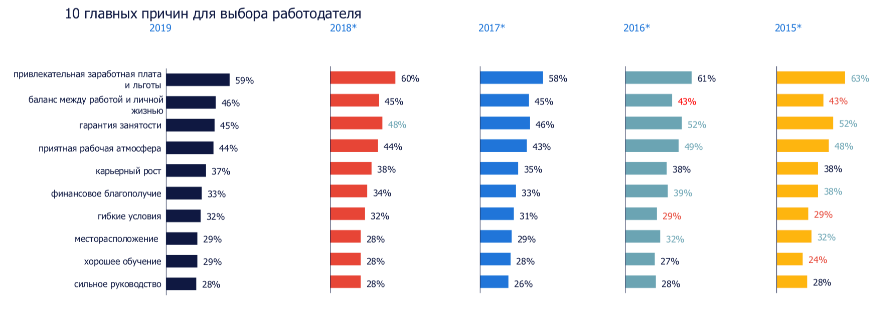 10 главных причин для выбора работодателя
2019 2018* 2017* 2016* 2015*
привлекательная заработная плата
и льготы 59% 60% 58% 61% 63%
баланс между работой и личной
жизнью 46% 45% 45% 43% 43%
гарантия занятости 45% 48% 46% 52% 52%
приятная рабочая атмосфера 44% 44% 43% 49% 48%
карьерный рост 37% 38% 35% 38% 38%
финансовое благополучие 33% 34% 33% 39% 38%
гибкие условия 32% 32% 31% 29% 29%
месторасположение 29% 28% 29% 32% 32%
хорошее обучение 29% 28% 28% 27% 24%
сильное руководство 28% 28% 26% 28% 28%